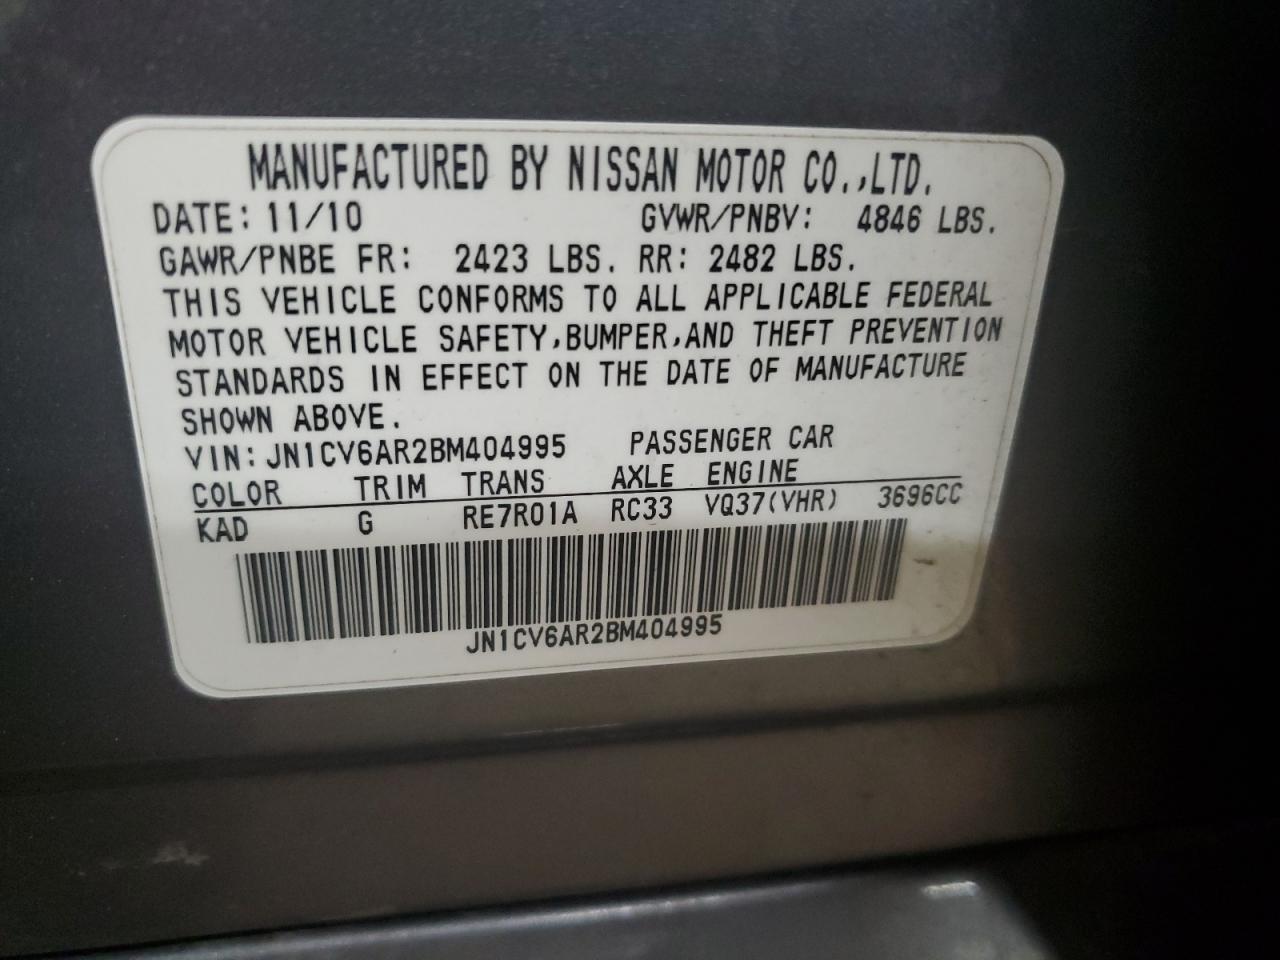 MANUFACTURED BY NISSAN MOTOR CO.,LTD.
DATE: 11/10 GVWR/PNBV: 4846 LBS.
GAWR/PNBE FR: 2423 LBS. RR: 2482 LBS.
THIS VEHICLE CONFORMS TO ALL APPLICABLE FEDERAL
MOTOR VEHICLE SAFETY,BUMPER,AND THEFT PREVENTION
STANDARDS IN EFFECT ON THE DATE OF MANUFACTURE
SHOWN ABOVE.
VIN: JN1CV6AR2BM404995 PASSENGER CAR
COLOR TRIM TRANS AXLE ENGINE
KAD G RE7R01A RC33 VQ37(VHR) 3696CC
JN1CV6AR2BM404995